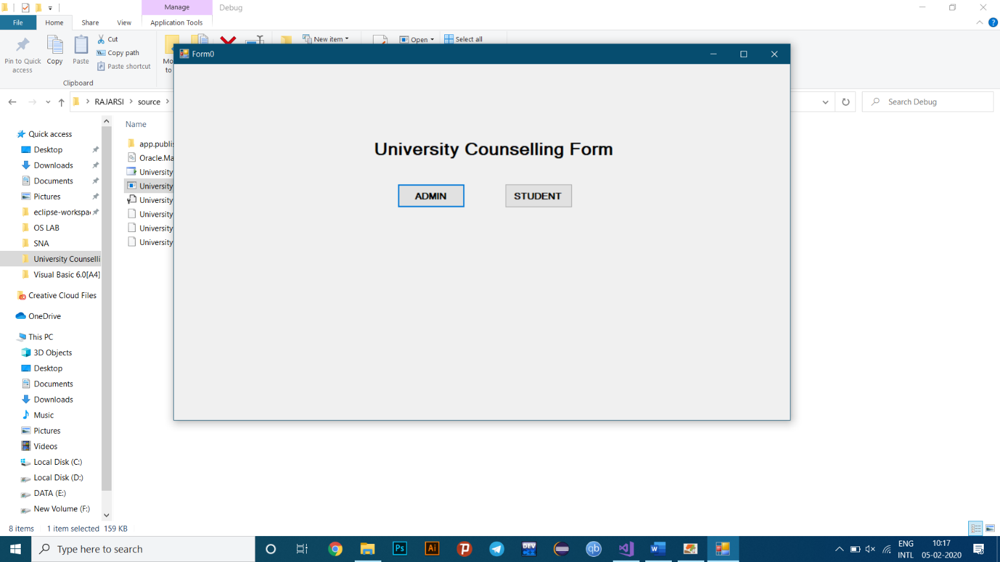 Manage
Debug
File
Home
Share
View
Application Tools
Pin to Quick access
Copy
Paste
Cut
Copy path
Paste shortcut
Clipboard
Mo
to
New item
Open
Select all
Form0
RAJARSI
source
Search Debug
Quick access
Desktop
Downloads
Documents
Pictures
eclipse-workspa
OS LAB
SNA
University Counselli
Visual Basic 6.0[A4]
Creative Cloud Files
OneDrive
This PC
3D Objects
Desktop
Documents
Downloads
Music
Pictures
Videos
Local Disk (C:)
Local Disk (D:)
DATA (E:)
New Volume (F:)
Name
app.publis
Oracle.Ma
University
University
University
University
University
University
University Counselling Form
ADMIN
STUDENT
8 items
1 item selected 159 KB
Type here to search
Ps
Ai
DEV
qb
W
ENG
INTL
10:17
05-02-2020